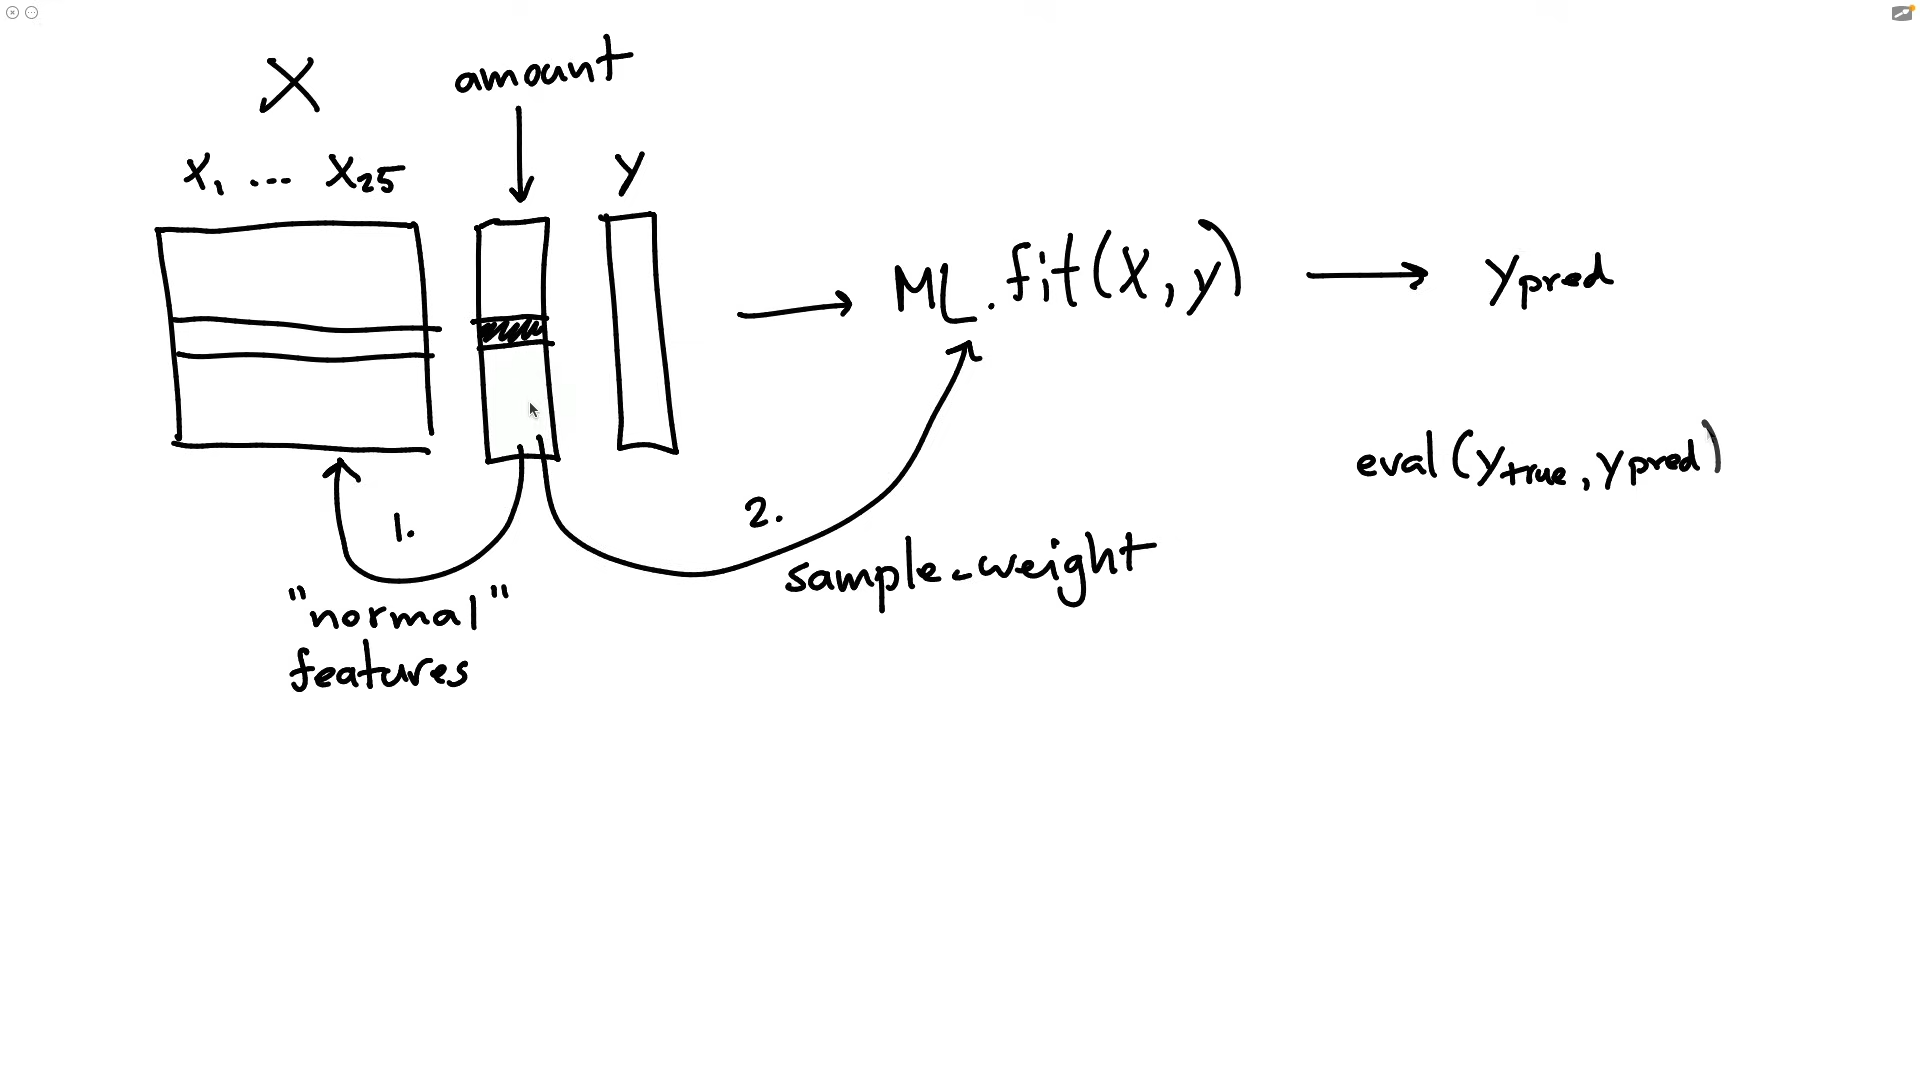 X
amount
x₁ ... x₂₅
y
ML.fit(X, y)
ypred
eval(ytrue, ypred)
1.
2.
sample_weight
"normal"
features